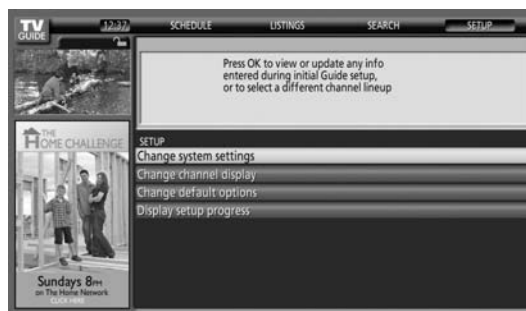 TV GUIDE
12:37
SCHEDULE
LISTINGS
SEARCH
SETUP
Press OK to view or update any info
entered during initial Guide setup,
or to select a different channel lineup
THE
HOME CHALLENGE
Sundays 8PM
on The Home Network
CLICK HERE
SETUP
Change system settings
Change channel display
Change default options
Display setup progress